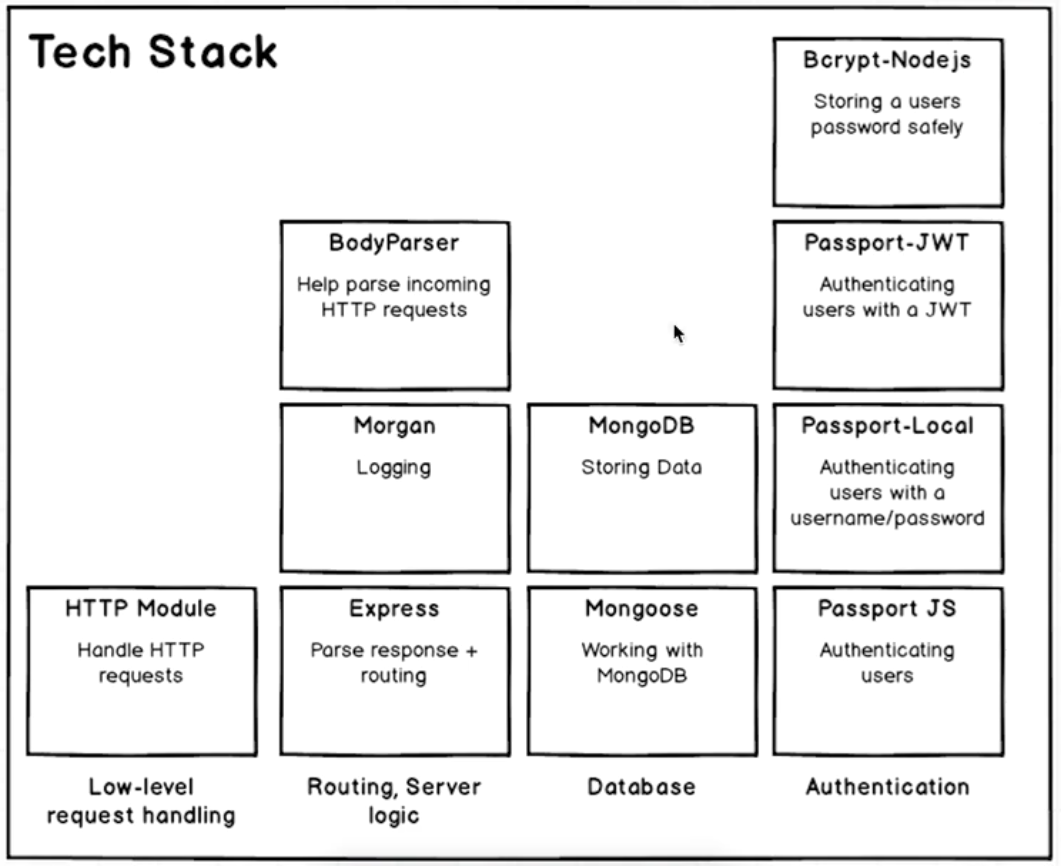 Tech Stack
Bcrypt-Nodejs
Storing a users
password safely
BodyParser
Help parse incoming
HTTP requests
Passport-JWT
Authenticating
users with a JWT
Morgan
Logging
MongoDB
Storing Data
Passport-Local
Authenticating
users with a
username/password
HTTP Module
Handle HTTP
requests
Express
Parse response +
routing
Mongoose
Working with
MongoDB
Passport JS
Authenticating
users
Low-level
request handling
Routing, Server
logic
Database
Authentication